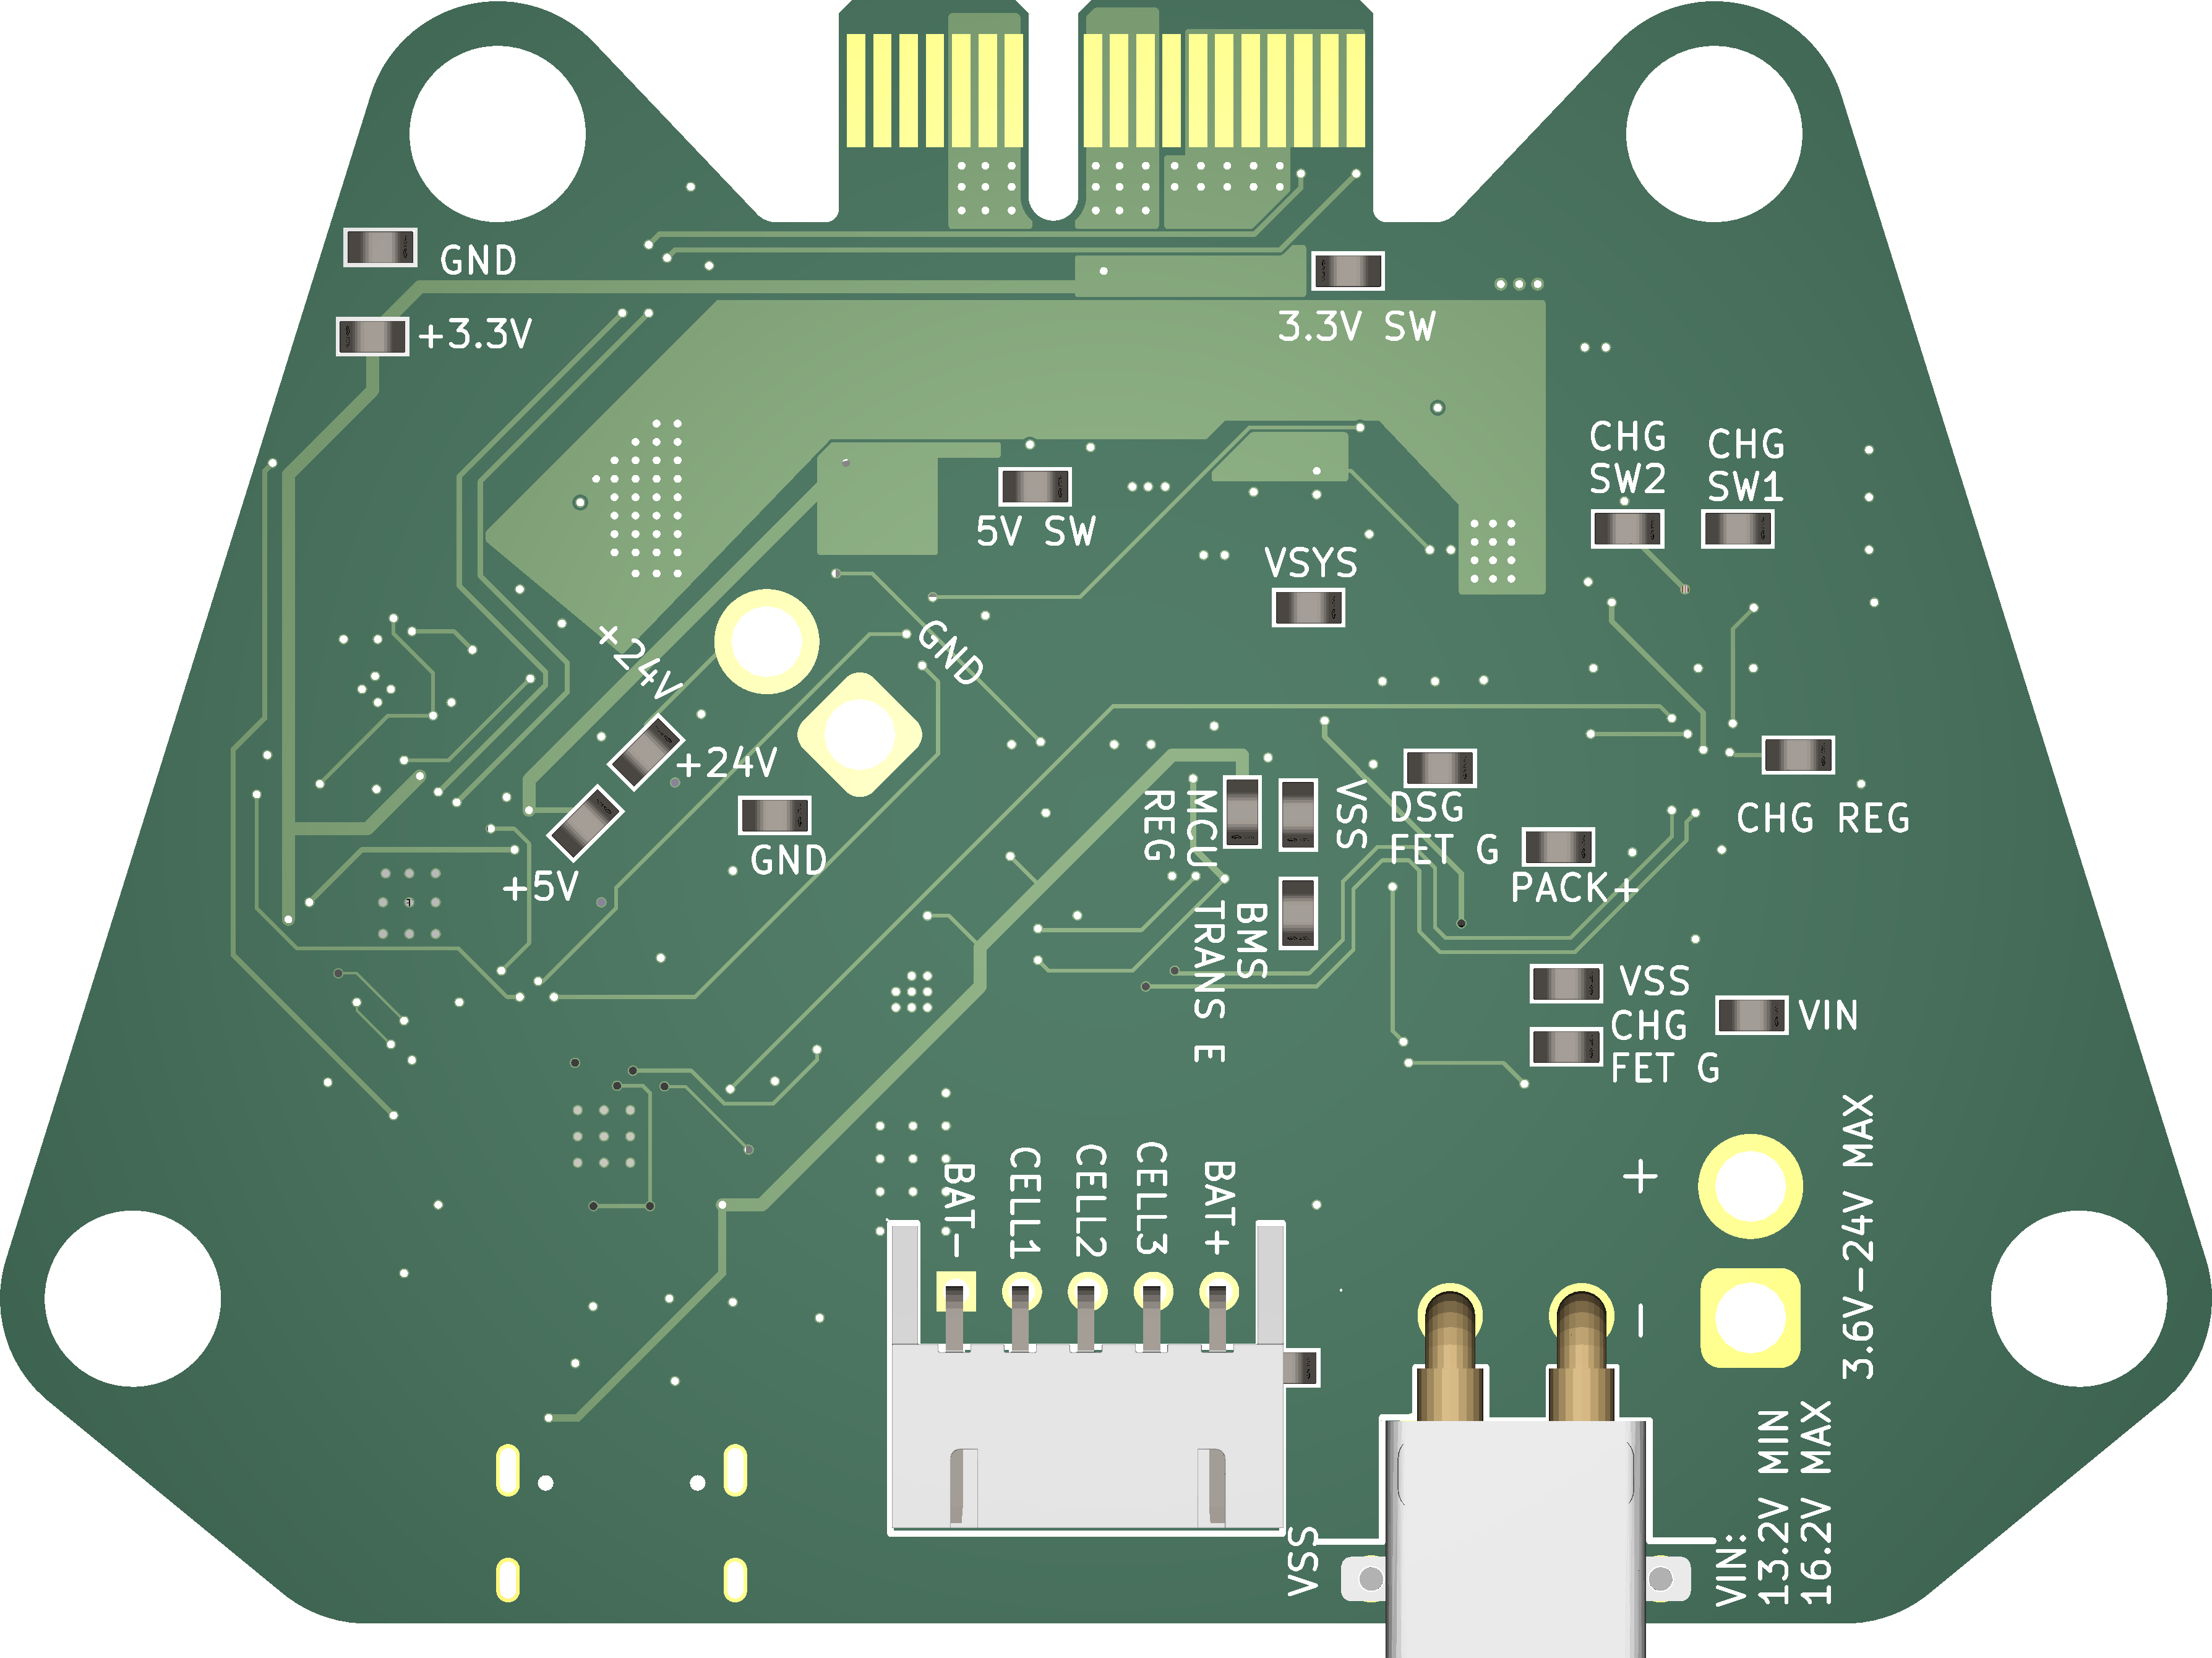 GND
+3.3V
3.3V SW
CHG
SW2
CHG
SW1
5V SW
VSYS
+24V
GND
+24V
GND
+5V
MCU
REG
VSS
DSG
FET G
CHG REG
PACK+
BMS
TRANS E
VSS
CHG
FET G
VIN
BAT-
CELL1
CELL2
CELL3
BAT+
+
-
3.6V-24V MAX
VSS
VIN:
13.2V MIN
16.2V MAX